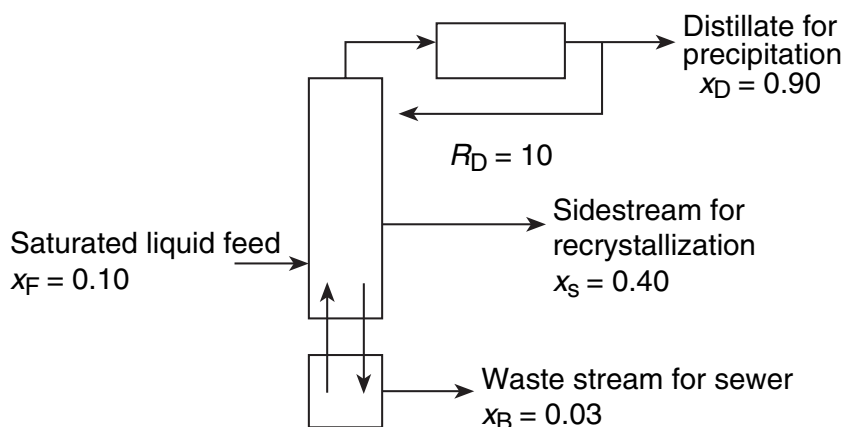 Distillate for
precipitation
xD = 0.90
RD = 10
Sidestream for
recrystallization
xs = 0.40
Saturated liquid feed
xF = 0.10
Waste stream for sewer
xB = 0.03